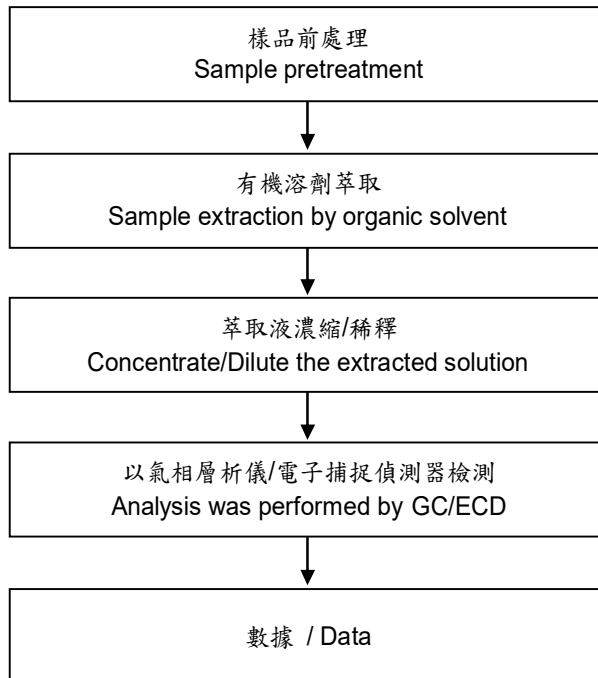 樣品前處理
Sample pretreatment
有機溶劑萃取
Sample extraction by organic solvent
萃取液濃縮/稀釋
Concentrate/Dilute the extracted solution
以氣相層析儀/電子捕捉偵測器檢測
Analysis was performed by GC/ECD
數據 / Data